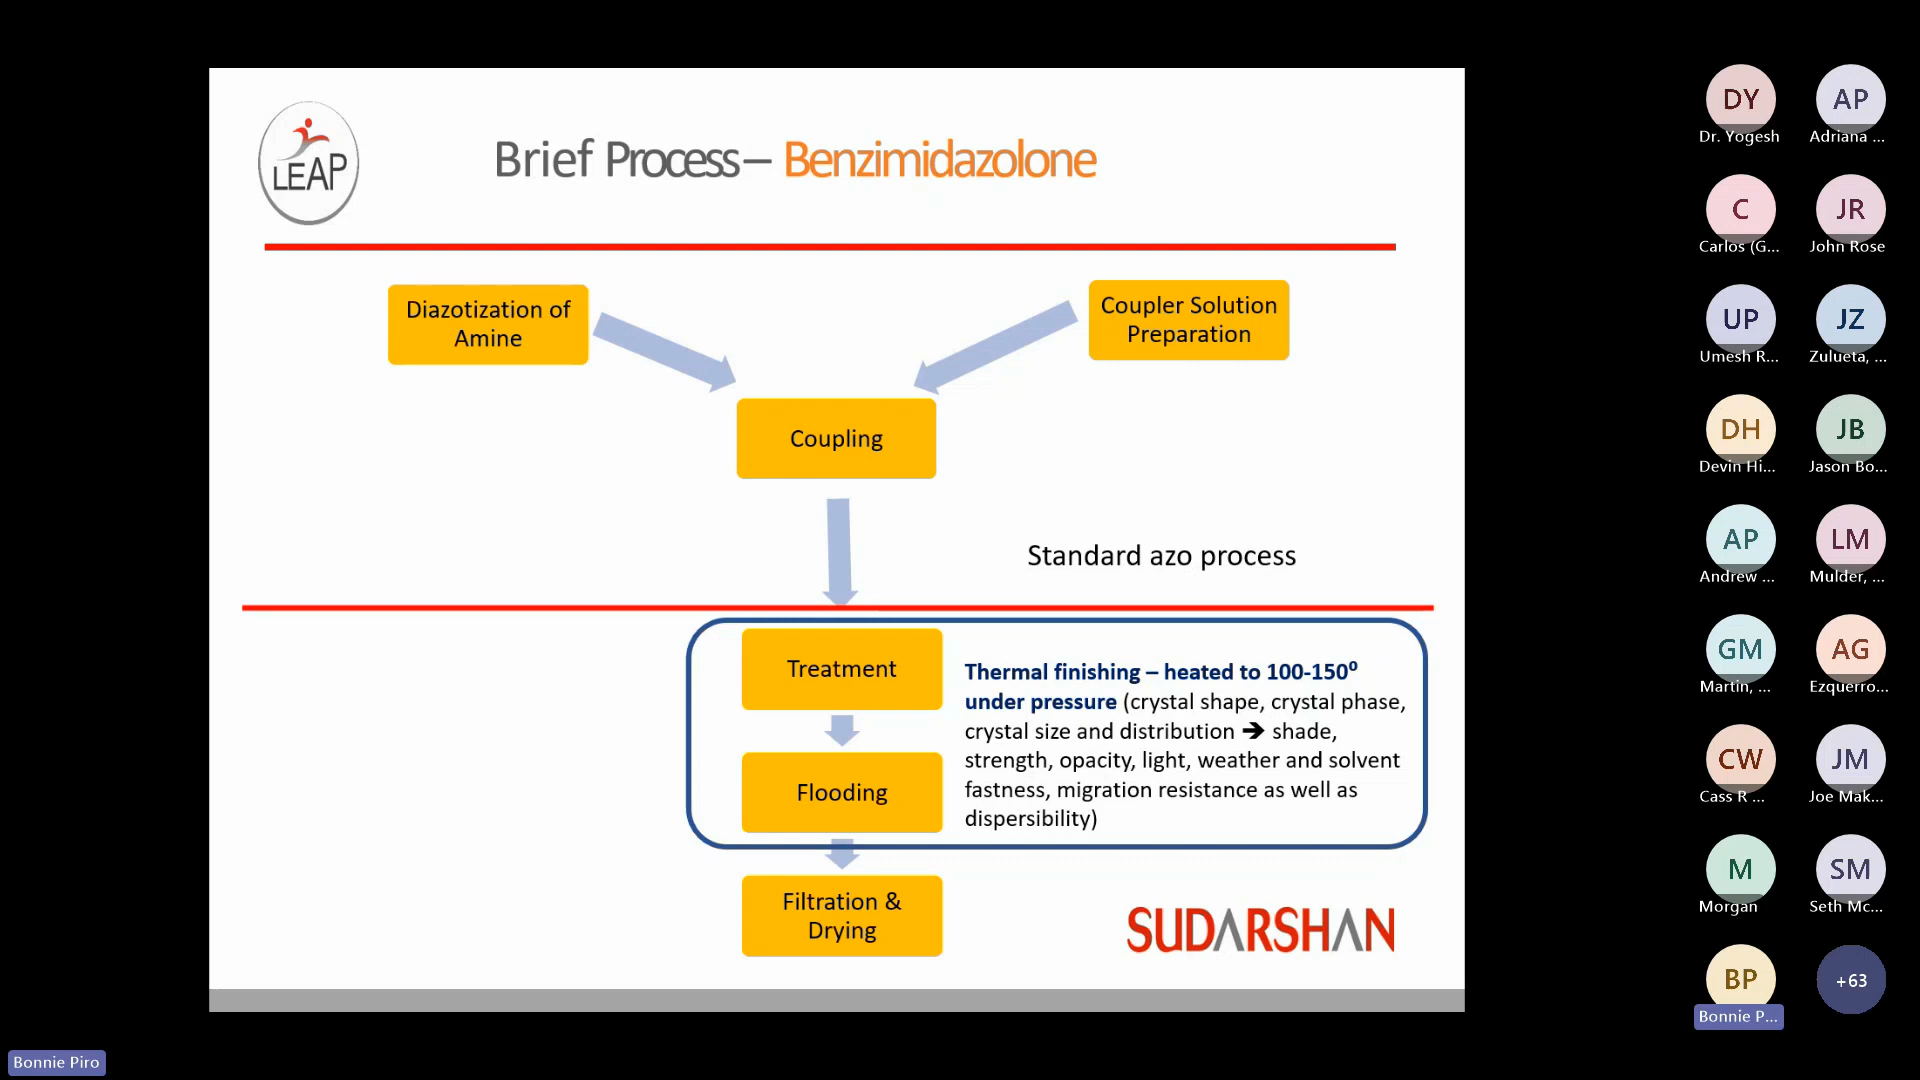 LEAP
Brief Process – Benzimidazolone
Diazotization of
Amine
Coupler Solution
Preparation
Coupling
Standard azo process
Treatment
Thermal finishing – heated to 100-150⁰
under pressure (crystal shape, crystal phase,
crystal size and distribution ➔ shade,
strength, opacity, light, weather and solvent
fastness, migration resistance as well as
dispersibility)
Flooding
Filtration &
Drying
SUDARSHAN
DY
Dr. Yogesh
AP
Adriana ...
C
Carlos (G...
JR
John Rose
UP
Umesh R...
JZ
Zulueta, ...
DH
Devin Hi...
JB
Jason Bo...
AP
Andrew ...
LM
Mulder, ...
GM
Martin, ...
AG
Ezquerro...
CW
Cass R ...
JM
Joe Mak...
M
Morgan
SM
Seth Mc...
BP
Bonnie P...
+63
Bonnie Piro